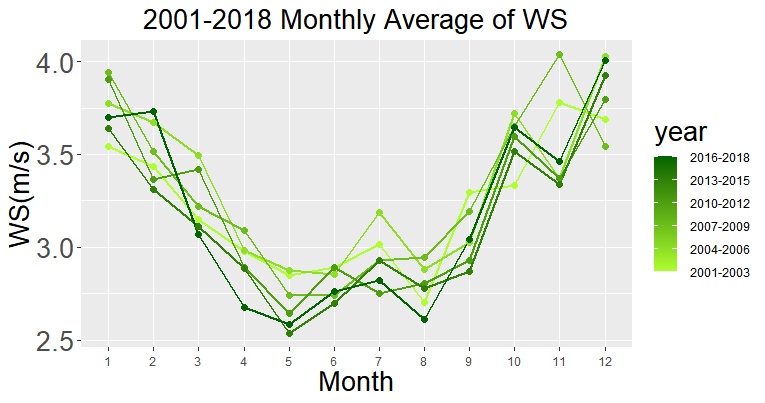 2001-2018 Monthly Average of WS
WS(m/s)
4.0
3.5
3.0
2.5
1 2 3 4 5 6 7 8 9 10 11 12
Month
year
2016-2018
2013-2015
2010-2012
2007-2009
2004-2006
2001-2003